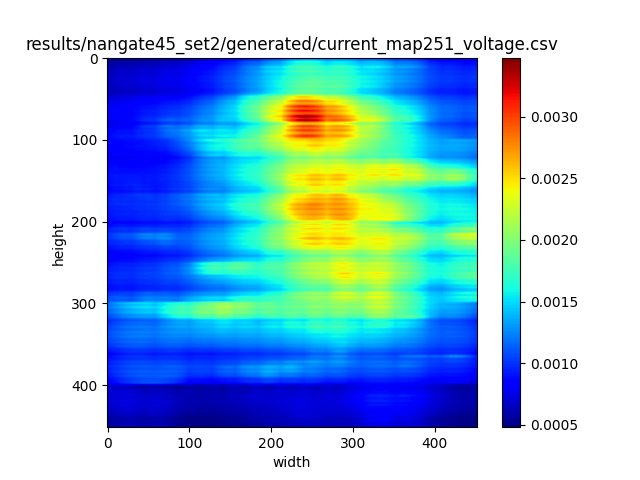 results/nangate45_set2/generated/current_map251_voltage.csv
0
100
200
300
400
height
0 100 200 300 400
width
0.0030
0.0025
0.0020
0.0015
0.0010
0.0005